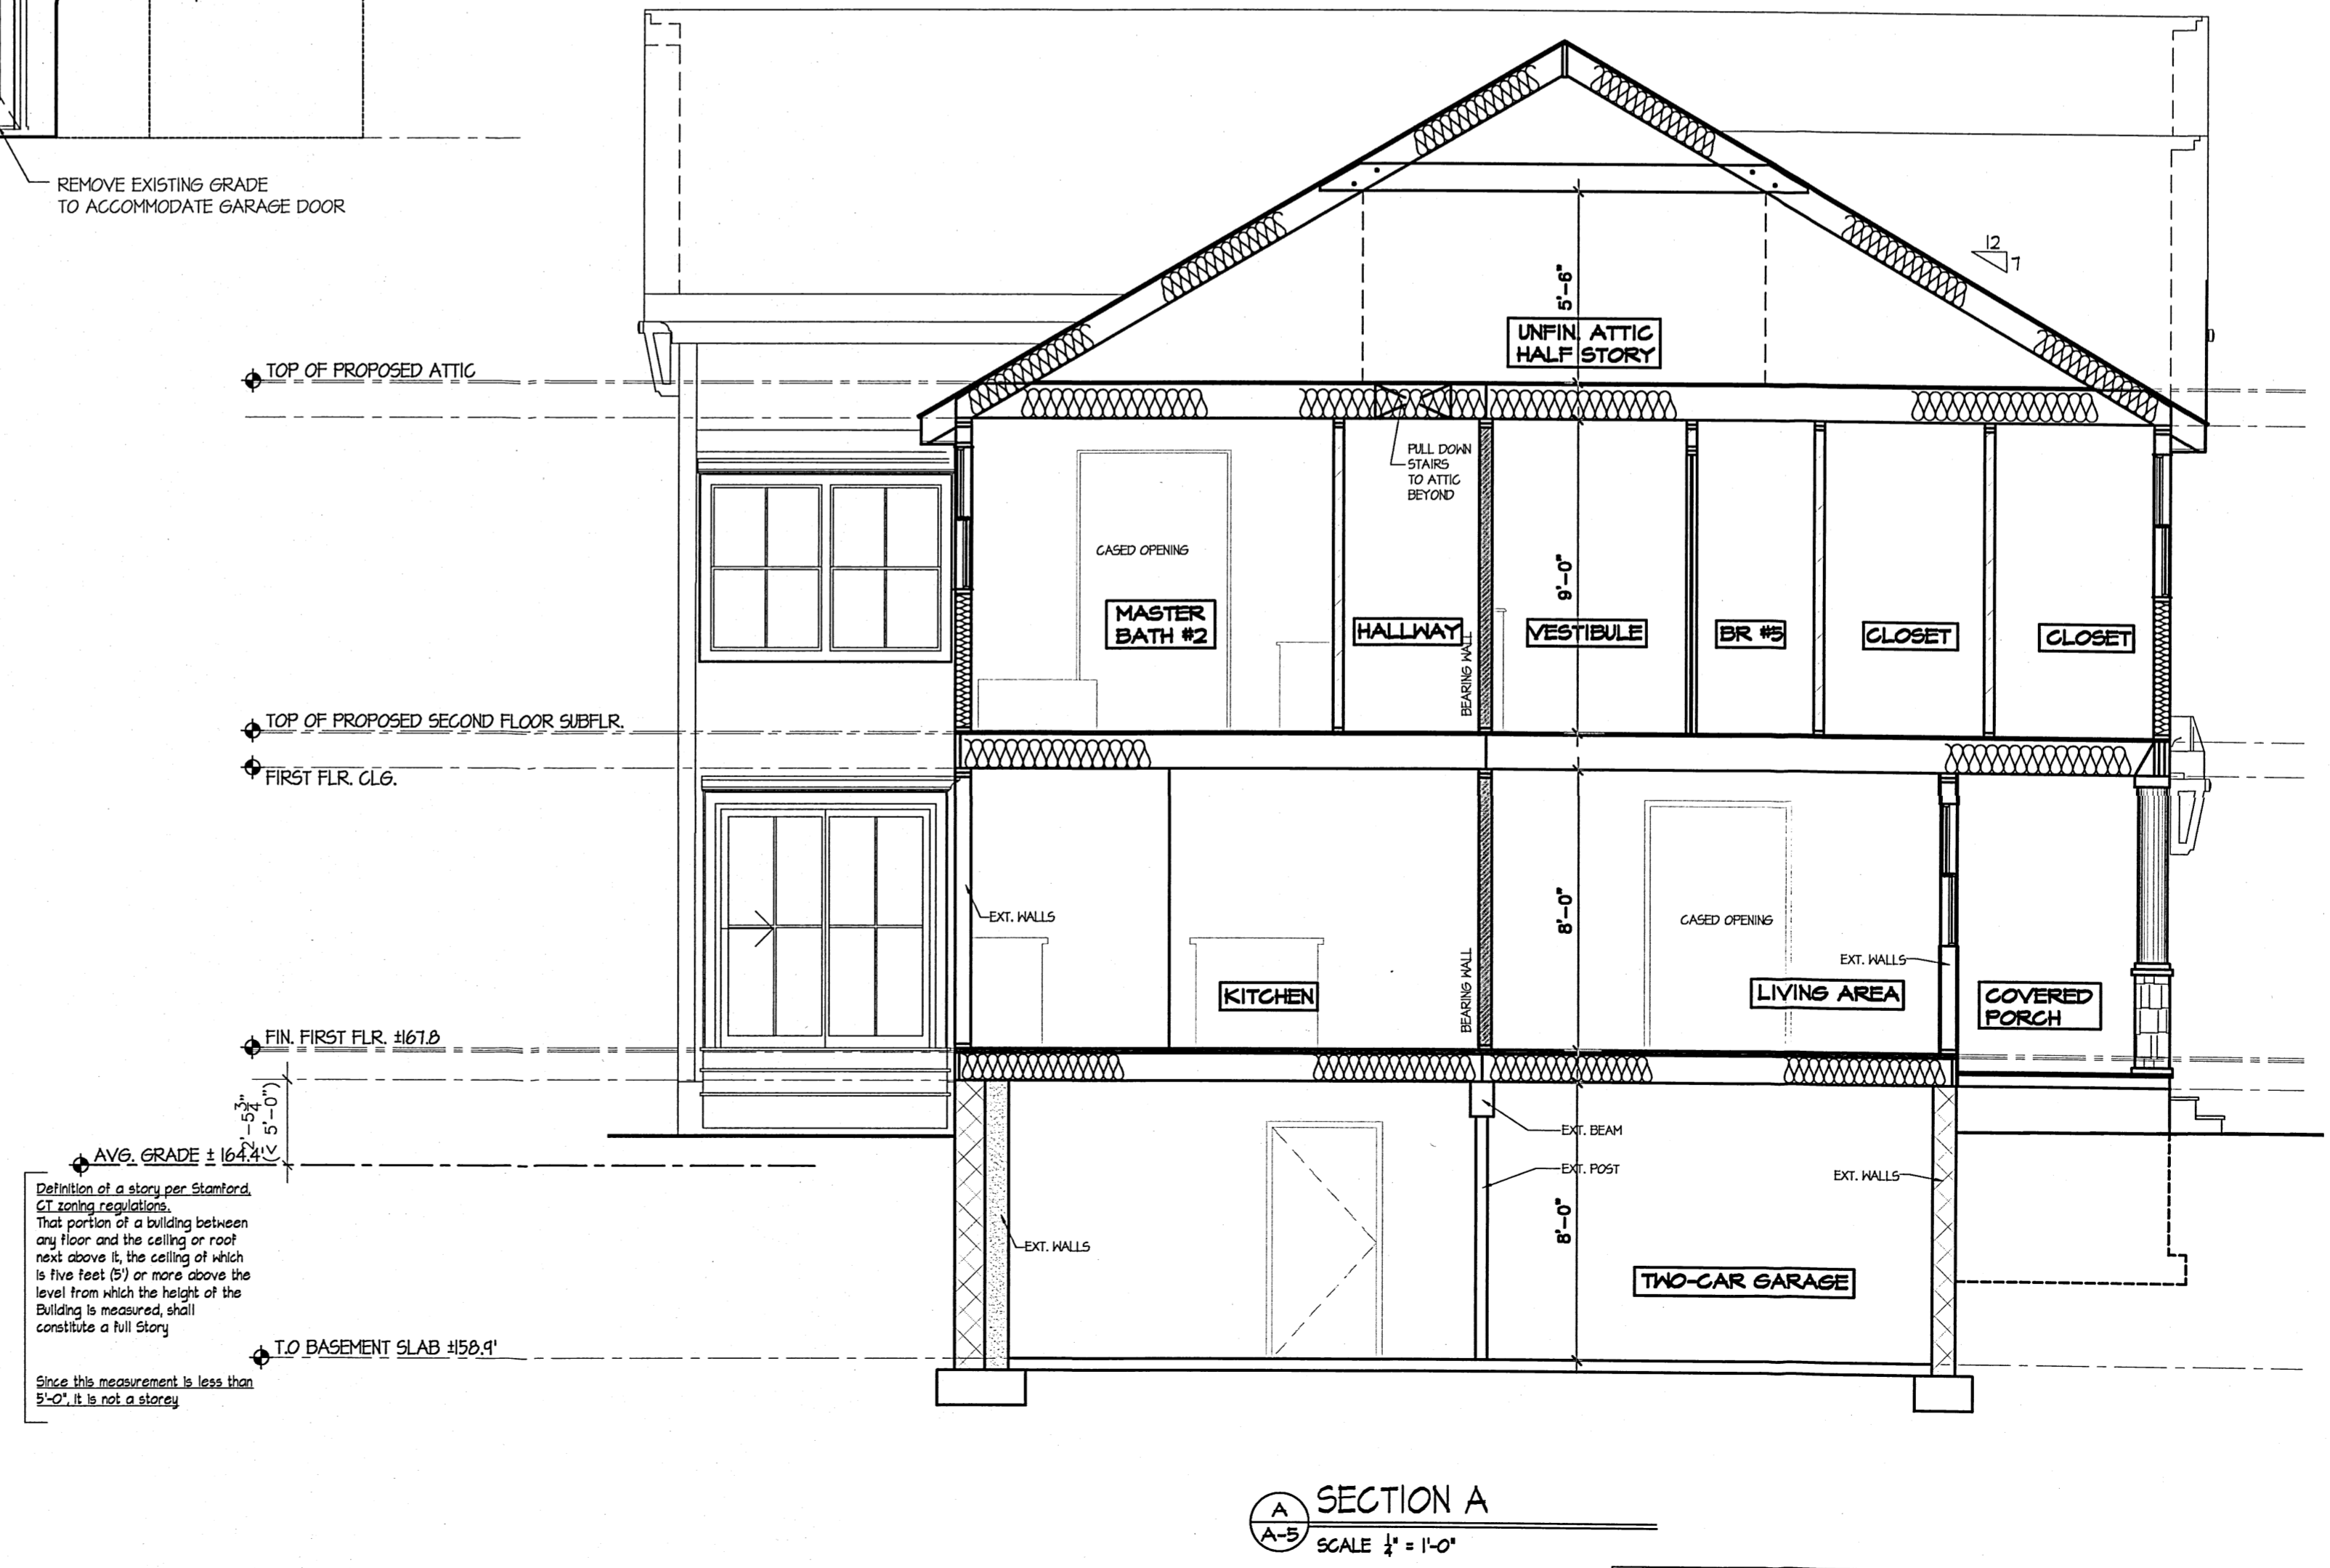 REMOVE EXISTING GRADE
TO ACCOMMODATE GARAGE DOOR
12
7
5'-6"
UNFIN. ATTIC
HALF STORY
TOP OF PROPOSED ATTIC
PULL DOWN
STAIRS
TO ATTIC
BEYOND
CASED OPENING
9'-0"
MASTER
BATH #2
HALLWAY
BEARING WALL
VESTIBULE
BR #5
CLOSET
CLOSET
TOP OF PROPOSED SECOND FLOOR SUBFLR.
FIRST FLR. CLG.
EXT. WALLS
8'-0"
CASED OPENING
EXT. WALLS
KITCHEN
BEARING WALL
LIVING AREA
COVERED
PORCH
FIN. FIRST FLR. ±167.8
2'-5 3/4"
(< 5'-0")
AVG. GRADE ± 164.4'
EXT. BEAM
EXT. POST
EXT. WALLS
EXT. WALLS
8'-0"
TWO-CAR GARAGE
Definition of a story per Stamford,
CT zoning regulations.
That portion of a building between
any floor and the ceiling or roof
next above it, the ceiling of which
is five feet (5') or more above the
level from which the height of the
Building is measured, shall
constitute a full Story
T.O BASEMENT SLAB ±158.9'
Since this measurement is less than
5'-0", it is not a storey
A
A-5
SECTION A
SCALE 1/4" = 1'-0"